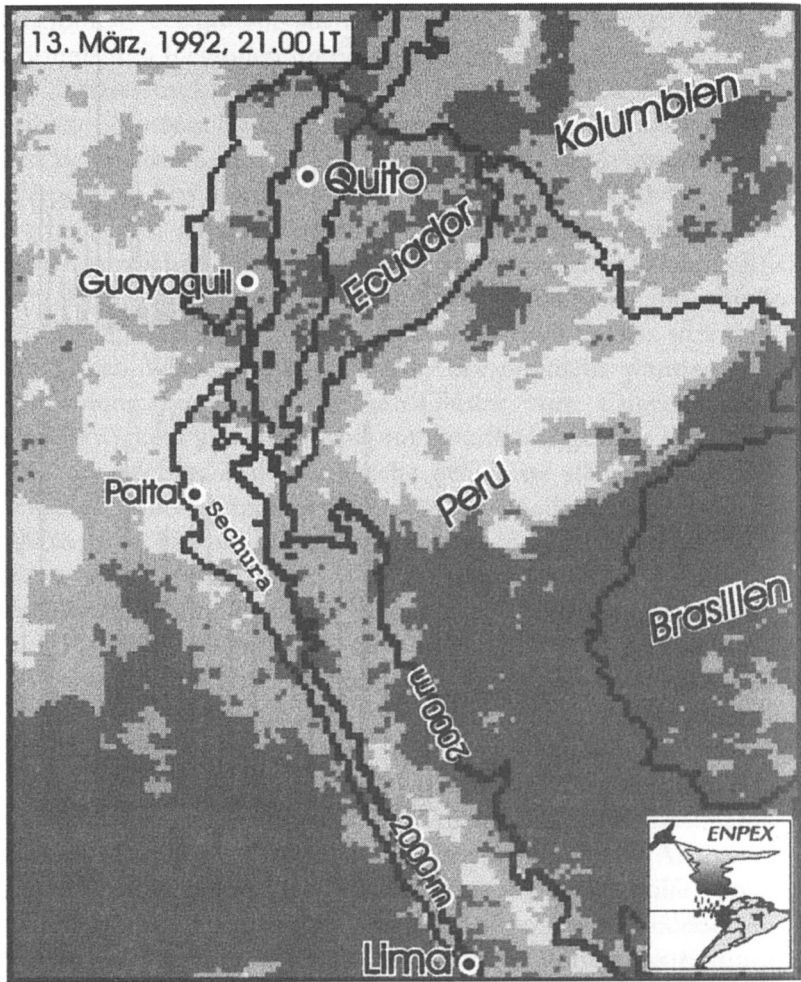 13. März, 1992, 21.00 LT
Kolumbien
Quito
Ecuador
Guayaquil
Peru
Paita
Sechura
Brasilien
2000 m
2000 m
ENPEX
Lima